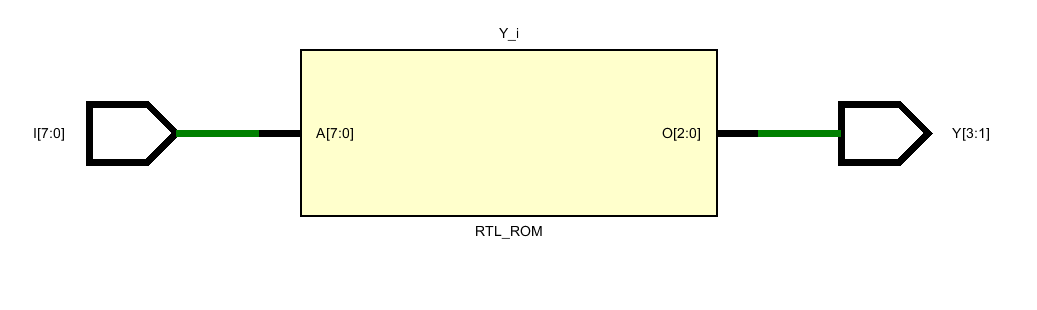 Y_i
I[7:0]
A[7:0]
O[2:0]
Y[3:1]
RTL_ROM